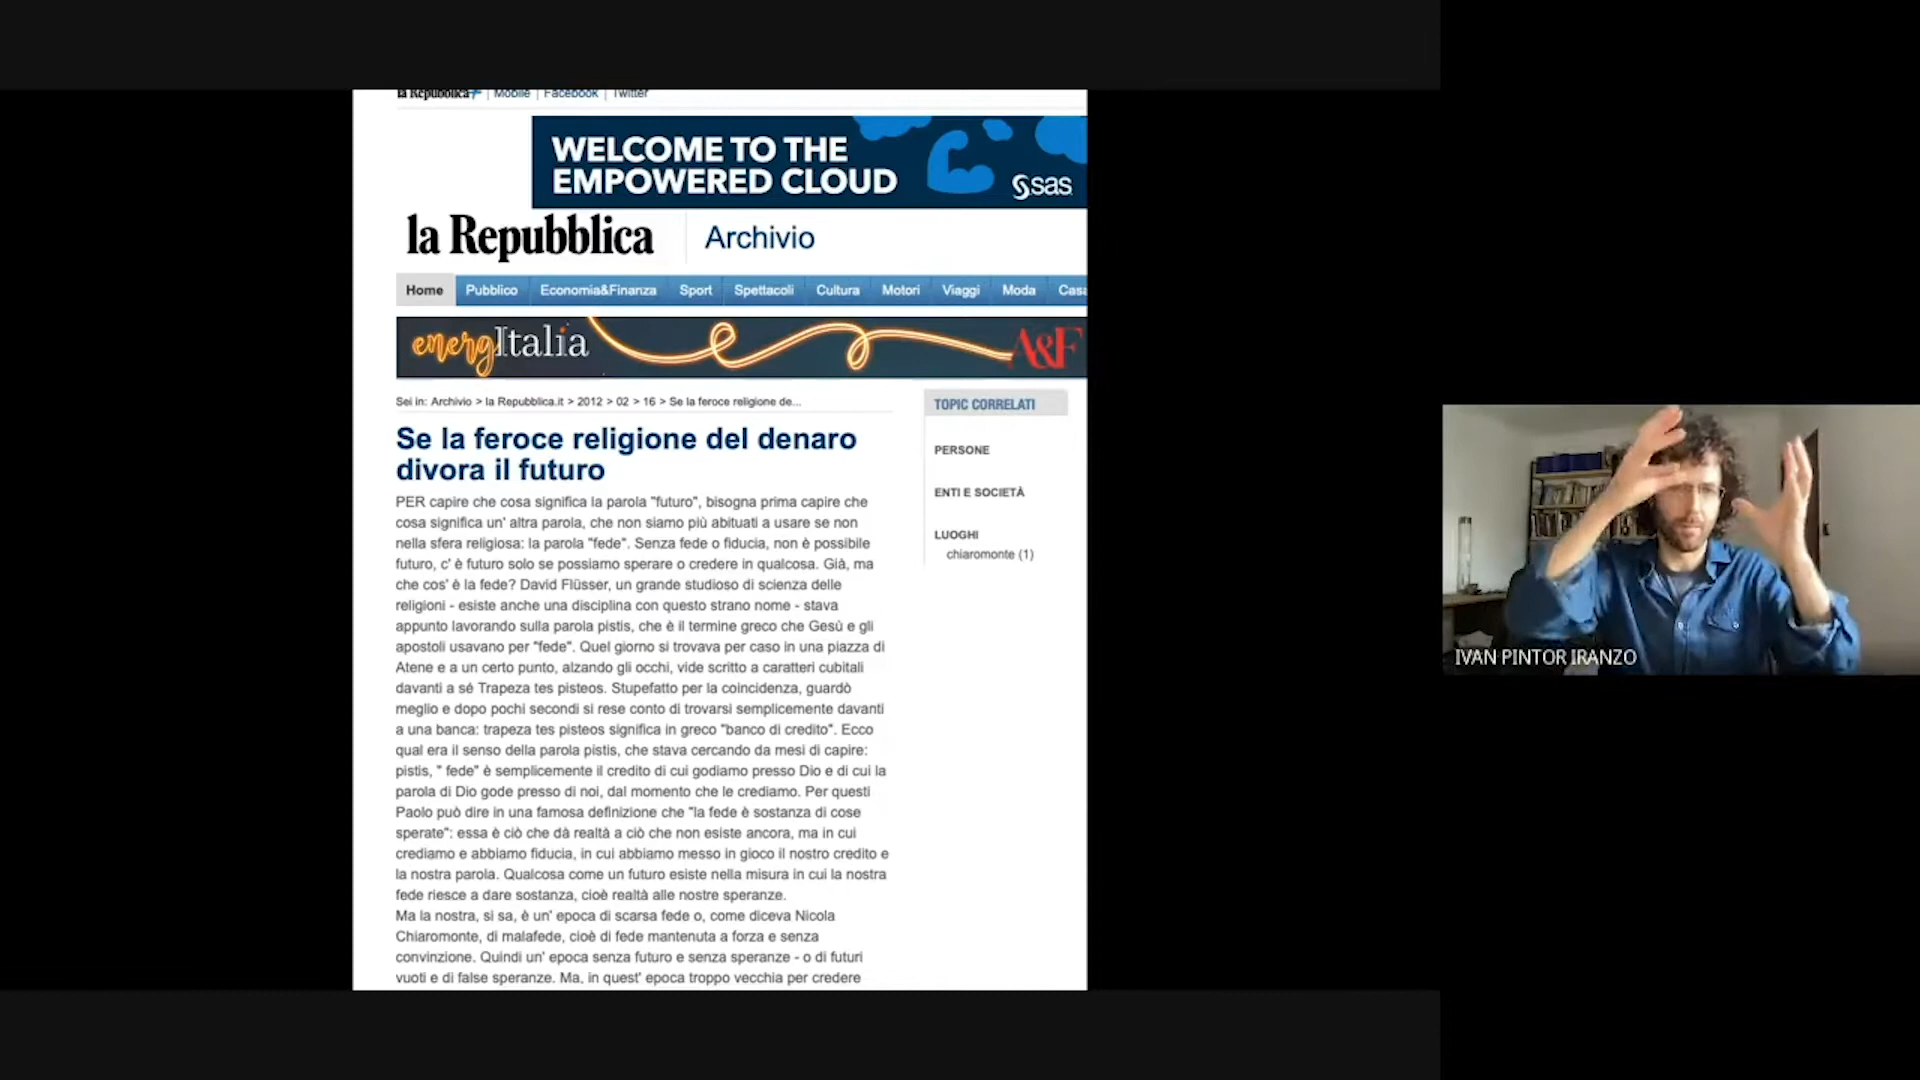 la Repubblica+ | Mobile | Facebook | Twitter
WELCOME TO THE
EMPOWERED CLOUD
sas
la Repubblica Archivio
Home Pubblico Economia&Finanza Sport Spettacoli Cultura Motori Viaggi Moda Casa
energItalia A&F
Sei in: Archivio > la Repubblica.it > 2012 > 02 > 16 > Se la feroce religione de...
Se la feroce religione del denaro
divora il futuro
PER capire che cosa significa la parola "futuro", bisogna prima capire che
cosa significa un' altra parola, che non siamo più abituati a usare se non
nella sfera religiosa: la parola "fede". Senza fede o fiducia, non è possibile
futuro, c' è futuro solo se possiamo sperare o credere in qualcosa. Già, ma
che cos' è la fede? David Flüsser, un grande studioso di scienza delle
religioni - esiste anche una disciplina con questo strano nome - stava
appunto lavorando sulla parola pistis, che è il termine greco che Gesù e gli
apostoli usavano per "fede". Quel giorno si trovava per caso in una piazza di
Atene e a un certo punto, alzando gli occhi, vide scritto a caratteri cubitali
davanti a sé Trapeza tes pisteos. Stupefatto per la coincidenza, guardò
meglio e dopo pochi secondi si rese conto di trovarsi semplicemente davanti
a una banca: trapeza tes pisteos significa in greco "banco di credito". Ecco
qual era il senso della parola pistis, che stava cercando da mesi di capire:
pistis, " fede" è semplicemente il credito di cui godiamo presso Dio e di cui la
parola di Dio gode presso di noi, dal momento che le crediamo. Per questi
Paolo può dire in una famosa definizione che "la fede è sostanza di cose
sperate": essa è ciò che dà realtà a ciò che non esiste ancora, ma in cui
crediamo e abbiamo fiducia, in cui abbiamo messo in gioco il nostro credito e
la nostra parola. Qualcosa come un futuro esiste nella misura in cui la nostra
fede riesce a dare sostanza, cioè realtà alle nostre speranze.
Ma la nostra, si sa, è un' epoca di scarsa fede o, come diceva Nicola
Chiaromonte, di malafede, cioè di fede mantenuta a forza e senza
convinzione. Quindi un' epoca senza futuro e senza speranze - o di futuri
vuoti e di false speranze. Ma, in quest' epoca troppo vecchia per credere
TOPIC CORRELATI
PERSONE
ENTI E SOCIETÀ
LUOGHI
chiaromonte (1)
IVAN PINTOR IRANZO